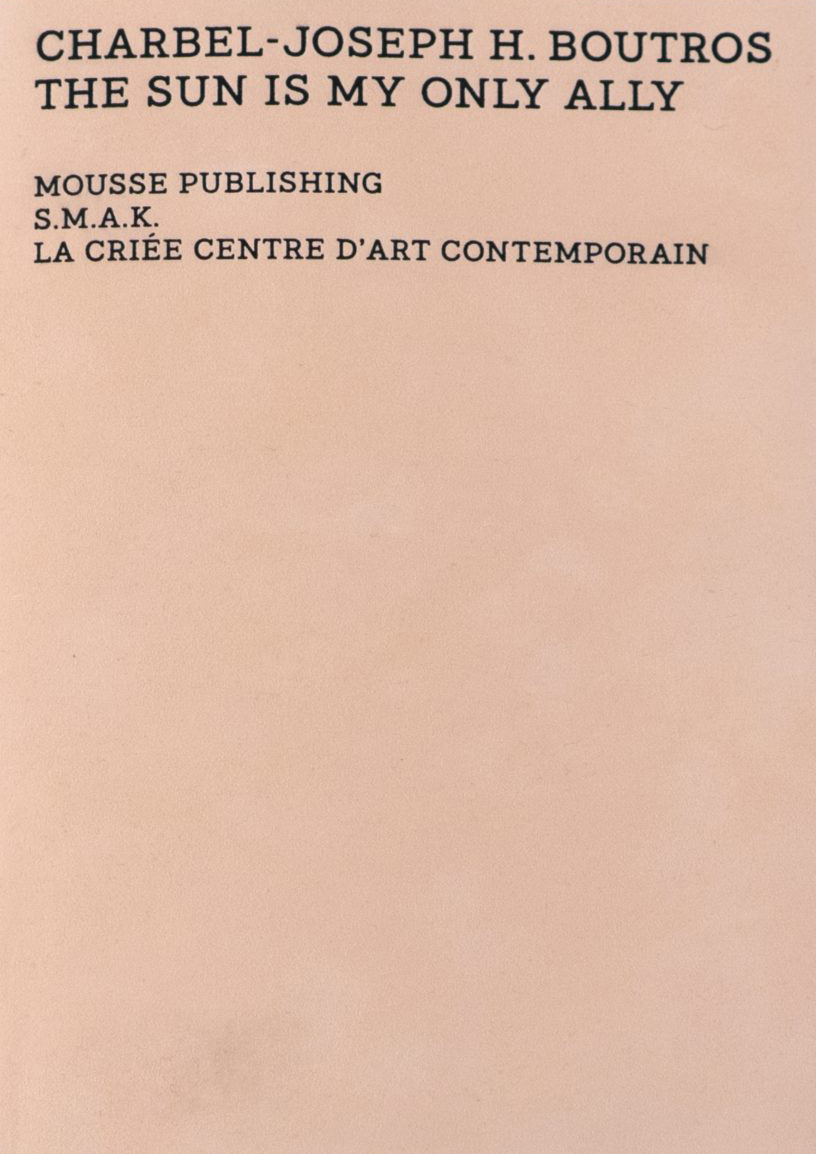 CHARBEL-JOSEPH H. BOUTROS
THE SUN IS MY ONLY ALLY
MOUSSE PUBLISHING
S.M.A.K.
LA CRIÉE CENTRE D'ART CONTEMPORAIN